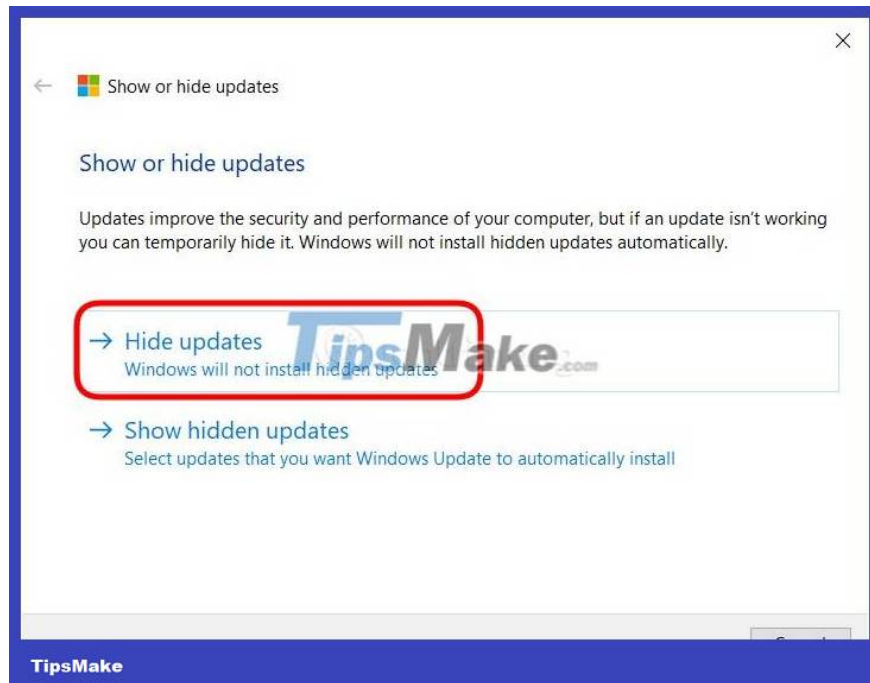 Show or hide updates
Show or hide updates
Updates improve the security and performance of your computer, but if an update isn't working
you can temporarily hide it. Windows will not install hidden updates automatically.
→ Hide updates
Windows will not install hidden updates
TipsMake.com
→ Show hidden updates
Select updates that you want Windows Update to automatically install
TipsMake